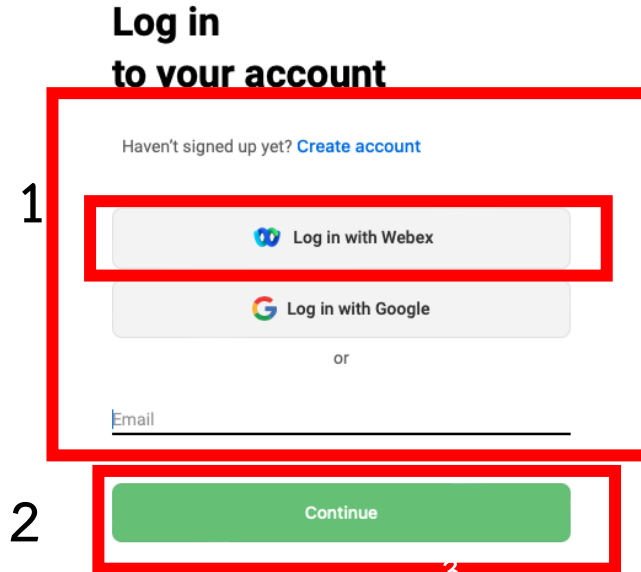 Log in
to your account
Haven't signed up yet? Create account
1
Log in with Webex
Log in with Google
or
Email
2
Continue
3